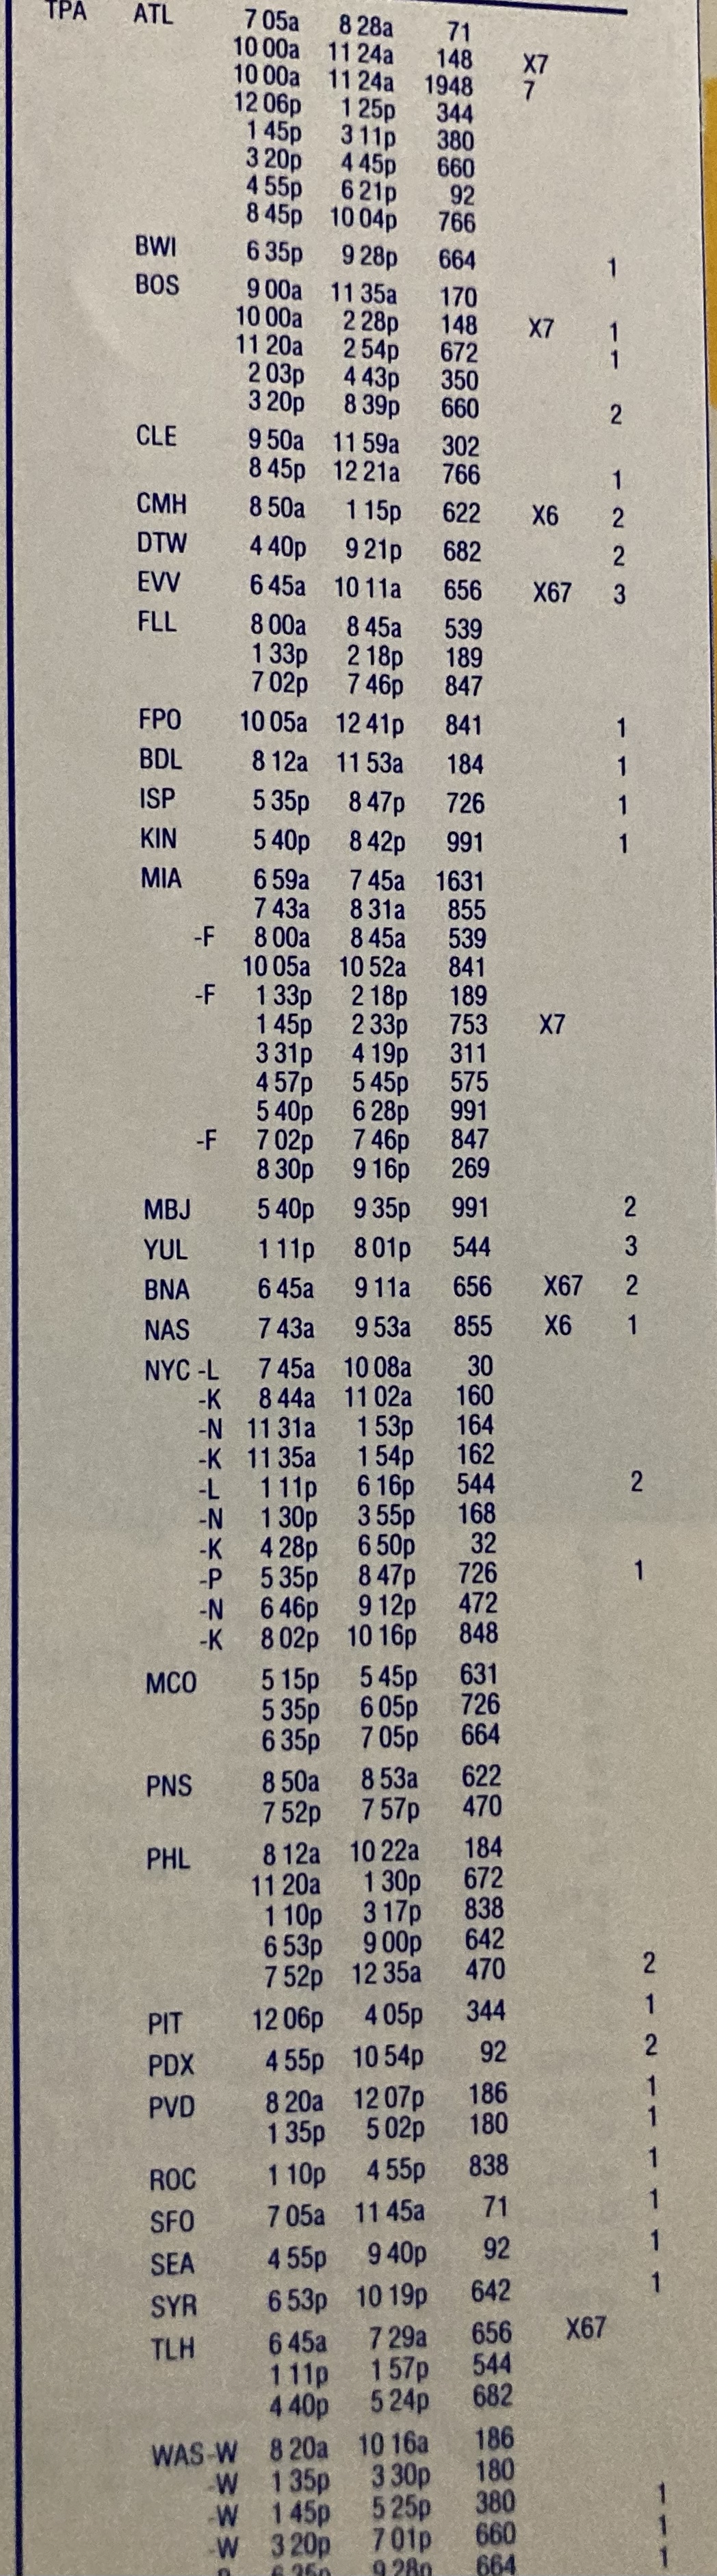 TPA ATL 7 05a 8 28a 71
10 00a 11 24a 148 X7
10 00a 11 24a 1948 7
12 06p 1 25p 344
1 45p 3 11p 380
3 20p 4 45p 660
4 55p 6 21p 92
8 45p 10 04p 766
BWI 6 35p 9 28p 664 1
BOS 9 00a 11 35a 170
10 00a 2 28p 148 X7 1
11 20a 2 54p 672 1
2 03p 4 43p 350
3 20p 8 39p 660 2
CLE 9 50a 11 59a 302
8 45p 12 21a 766 1
CMH 8 50a 1 15p 622 X6 2
DTW 4 40p 9 21p 682 2
EVV 6 45a 10 11a 656 X67 3
FLL 8 00a 8 45a 539
1 33p 2 18p 189
7 02p 7 46p 847
FPO 10 05a 12 41p 841 1
BDL 8 12a 11 53a 184 1
ISP 5 35p 8 47p 726 1
KIN 5 40p 8 42p 991 1
MIA 6 59a 7 45a 1631
7 43a 8 31a 855
-F 8 00a 8 45a 539
10 05a 10 52a 841
-F 1 33p 2 18p 189
1 45p 2 33p 753 X7
3 31p 4 19p 311
4 57p 5 45p 575
5 40p 6 28p 991
-F 7 02p 7 46p 847
8 30p 9 16p 269
MBJ 5 40p 9 35p 991 2
YUL 1 11p 8 01p 544 3
BNA 6 45a 9 11a 656 X67 2
NAS 7 43a 9 53a 855 X6 1
NYC -L 7 45a 10 08a 30
-K 8 44a 11 02a 160
-N 11 31a 1 53p 164
-K 11 35a 1 54p 162
-L 1 11p 6 16p 544 2
-N 1 30p 3 55p 168
-K 4 28p 6 50p 32
-P 5 35p 8 47p 726 1
-N 6 46p 9 12p 472
-K 8 02p 10 16p 848
MCO 5 15p 5 45p 631
5 35p 6 05p 726
6 35p 7 05p 664
PNS 8 50a 8 53a 622
7 52p 7 57p 470
PHL 8 12a 10 22a 184
11 20a 1 30p 672
1 10p 3 17p 838
6 53p 9 00p 642
7 52p 12 35a 470 2
PIT 12 06p 4 05p 344 1
PDX 4 55p 10 54p 92 2
PVD 8 20a 12 07p 186 1
1 35p 5 02p 180 1
ROC 1 10p 4 55p 838 1
SFO 7 05a 11 45a 71 1
SEA 4 55p 9 40p 92 1
SYR 6 53p 10 19p 642 1
TLH 6 45a 7 29a 656 X67
1 11p 1 57p 544
4 40p 5 24p 682
WAS-W 8 20a 10 16a 186
-W 1 35p 3 30p 180
-W 1 45p 5 25p 380 1
-W 3 20p 7 01p 660 1
9 28p 664 1